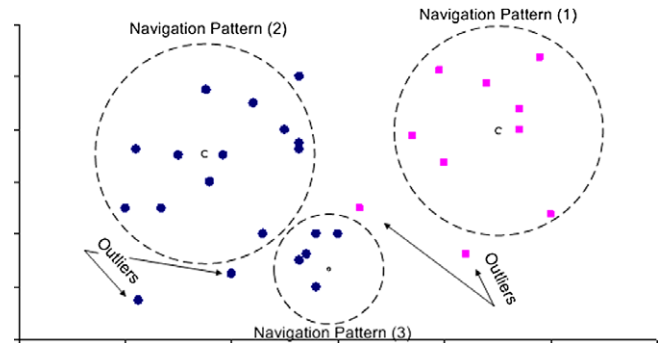 Navigation Pattern (1)
Navigation Pattern (2)
C
C
Outliers
Outliers
Navigation Pattern (3)